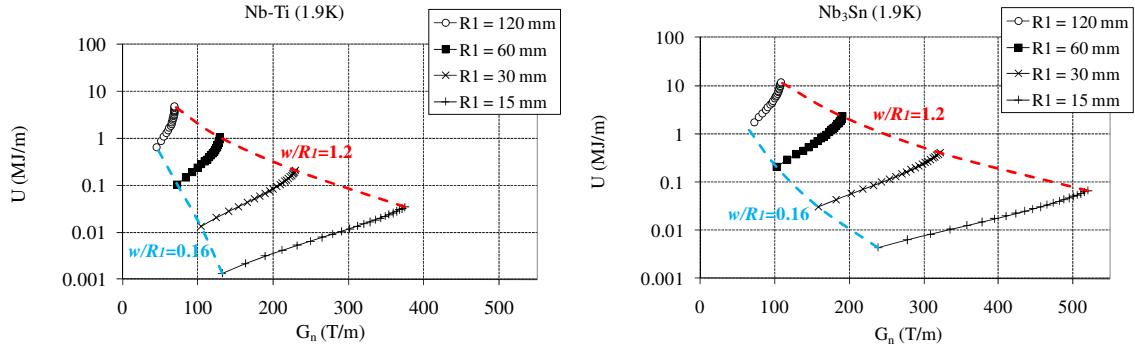 Nb-Ti (1.9K)
R1 = 120 mm
R1 = 60 mm
R1 = 30 mm
R1 = 15 mm
100
10
1
0.1
0.01
0.001
U (MJ/m)
w/R1=1.2
w/R1=0.16
0 100 200 300 400 500
Gn (T/m)
Nb₃Sn (1.9K)
R1 = 120 mm
R1 = 60 mm
R1 = 30 mm
R1 = 15 mm
100
10
1
0.1
0.01
0.001
U (MJ/m)
w/R1=1.2
w/R1=0.16
0 100 200 300 400 500
Gn (T/m)